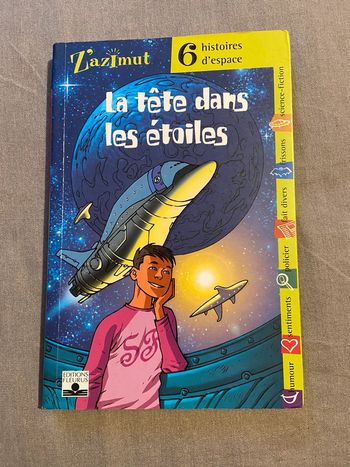 Z'azimut
6 histoires
d'espace
La tête dans
les étoiles
science-fiction
frissons
fait divers
policier
sentiments
humour
SF
EDITIONS
FLEURUS